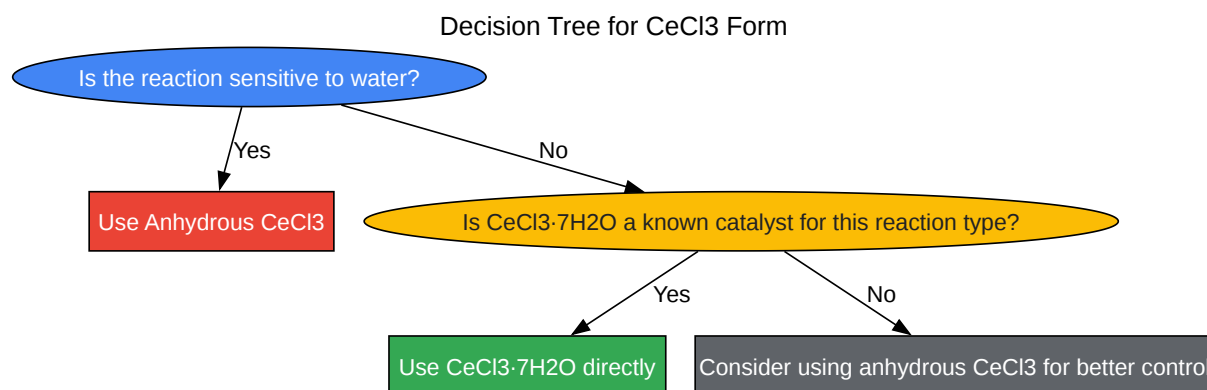 Decision Tree for CeCl3 Form
Is the reaction sensitive to water?
Yes
No
Use Anhydrous CeCl3
Is CeCl3·7H2O a known catalyst for this reaction type?
Yes
No
Use CeCl3·7H2O directly
Consider using anhydrous CeCl3 for better control